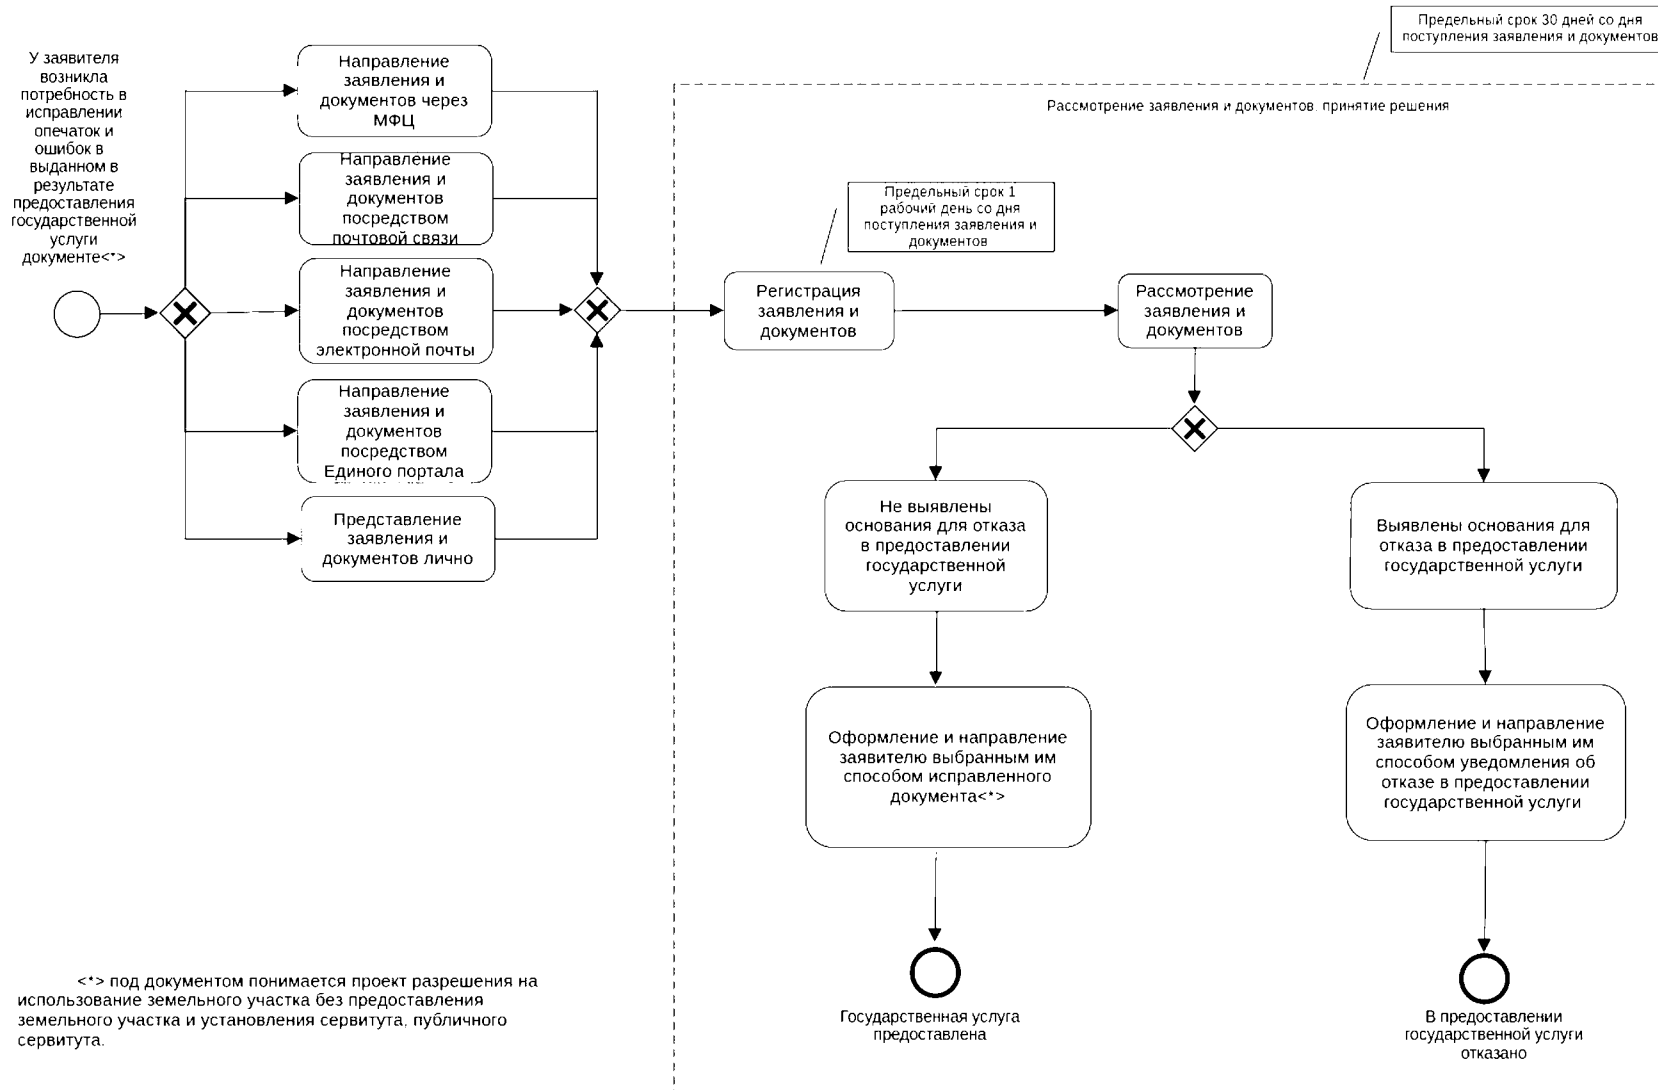 У заявителя
возникла
потребность в
исправлении
опечаток и
ошибок в
выданном в
результате
предоставления
государственной
услуги
документе<*>
Направление
заявления и
документов через
МФЦ
Направление
заявления и
документов
посредством
почтовой связи
Направление
заявления и
документов
посредством
электронной почты
Направление
заявления и
документов
посредством
Единого портала
Представление
заявления и
документов лично
Предельный срок 30 дней со дня
поступления заявления и документов
Рассмотрение заявления и документов, принятие решения
Предельный срок 1
рабочий день со дня
поступления заявления и
документов
Регистрация
заявления и
документов
Рассмотрение
заявления и
документов
Не выявлены
основания для отказа
в предоставлении
государственной
услуги
Выявлены основания для
отказа в предоставлении
государственной услуги
Оформление и направление
заявителю выбранным им
способом исправленного
документа<*>
Оформление и направление
заявителю выбранным им
способом уведомления об
отказе в предоставлении
государственной услуги
Государственная услуга
предоставлена
В предоставлении
государственной услуги
отказано
<*> под документом понимается проект разрешения на
использование земельного участка без предоставления
земельного участка и установления сервитута, публичного
сервитута.